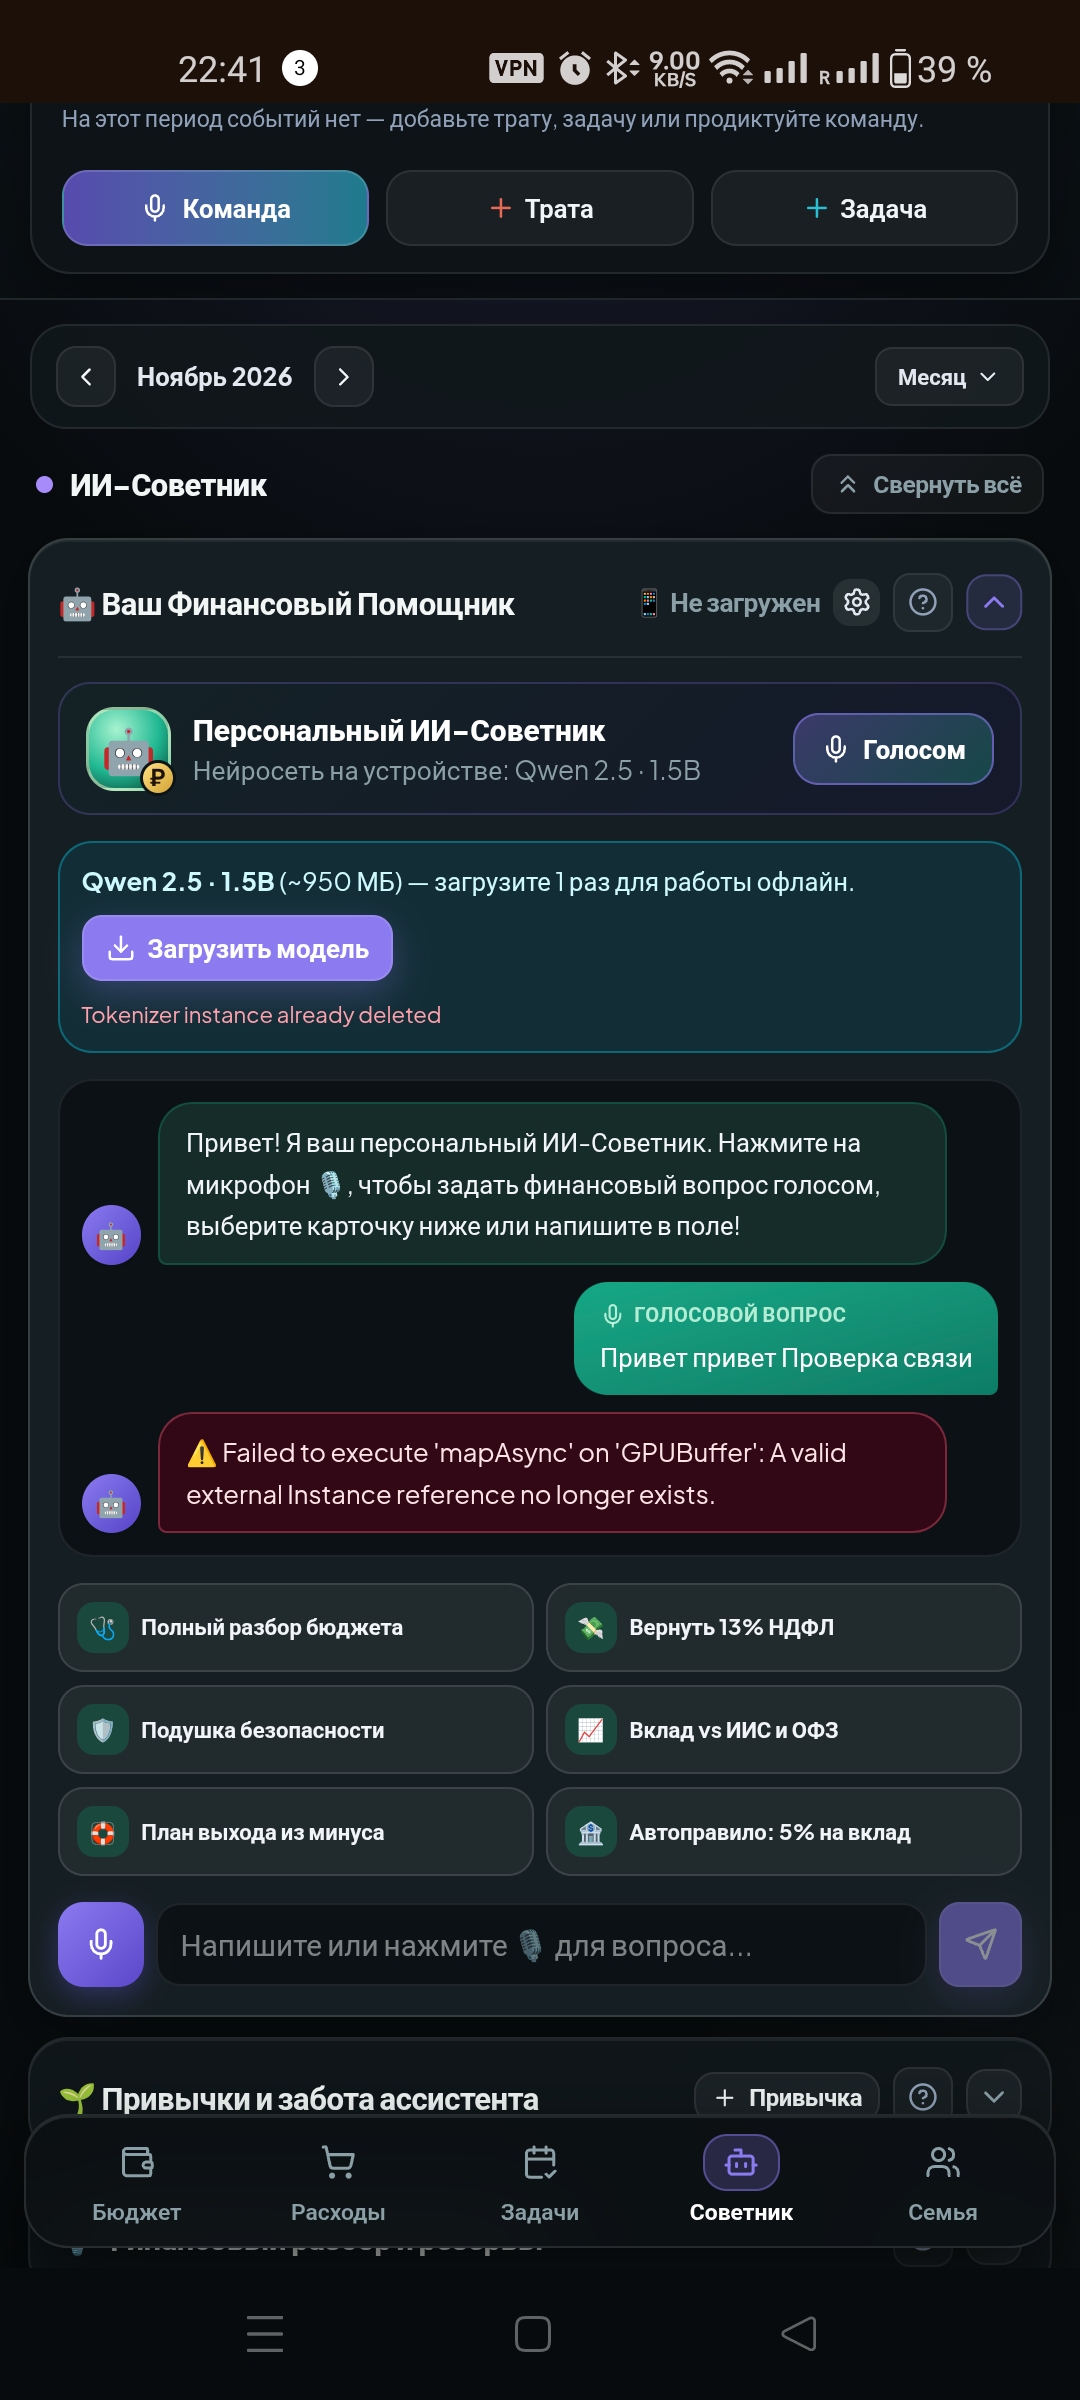 22:41 3 VPN 9.00 KB/S R 39 %
На этот период событий нет — добавьте трату, задачу или продиктуйте команду.
Команда
Трата
Задача
Ноябрь 2026
Месяц
ИИ-Советник
Свернуть всё
Ваш Финансовый Помощник
Не загружен
Персональный ИИ-Советник
Нейросеть на устройстве: Qwen 2.5 · 1.5B
Голосом
Qwen 2.5 · 1.5B (~950 МБ) — загрузите 1 раз для работы офлайн.
Загрузить модель
Tokenizer instance already deleted
Привет! Я ваш персональный ИИ-Советник. Нажмите на
микрофон 🎙️, чтобы задать финансовый вопрос голосом,
выберите карточку ниже или напишите в поле!
ГОЛОСОВОЙ ВОПРОС
Привет привет Проверка связи
⚠️ Failed to execute 'mapAsync' on 'GPUBuffer': A valid
external Instance reference no longer exists.
Полный разбор бюджета
Вернуть 13% НДФЛ
Подушка безопасности
Вклад vs ИИС и ОФЗ
План выхода из минуса
Автоправило: 5% на вклад
Напишите или нажмите 🎙️ для вопроса...
Привычки и забота ассистента
Привычка
Бюджет
Расходы
Задачи
Советник
Семья